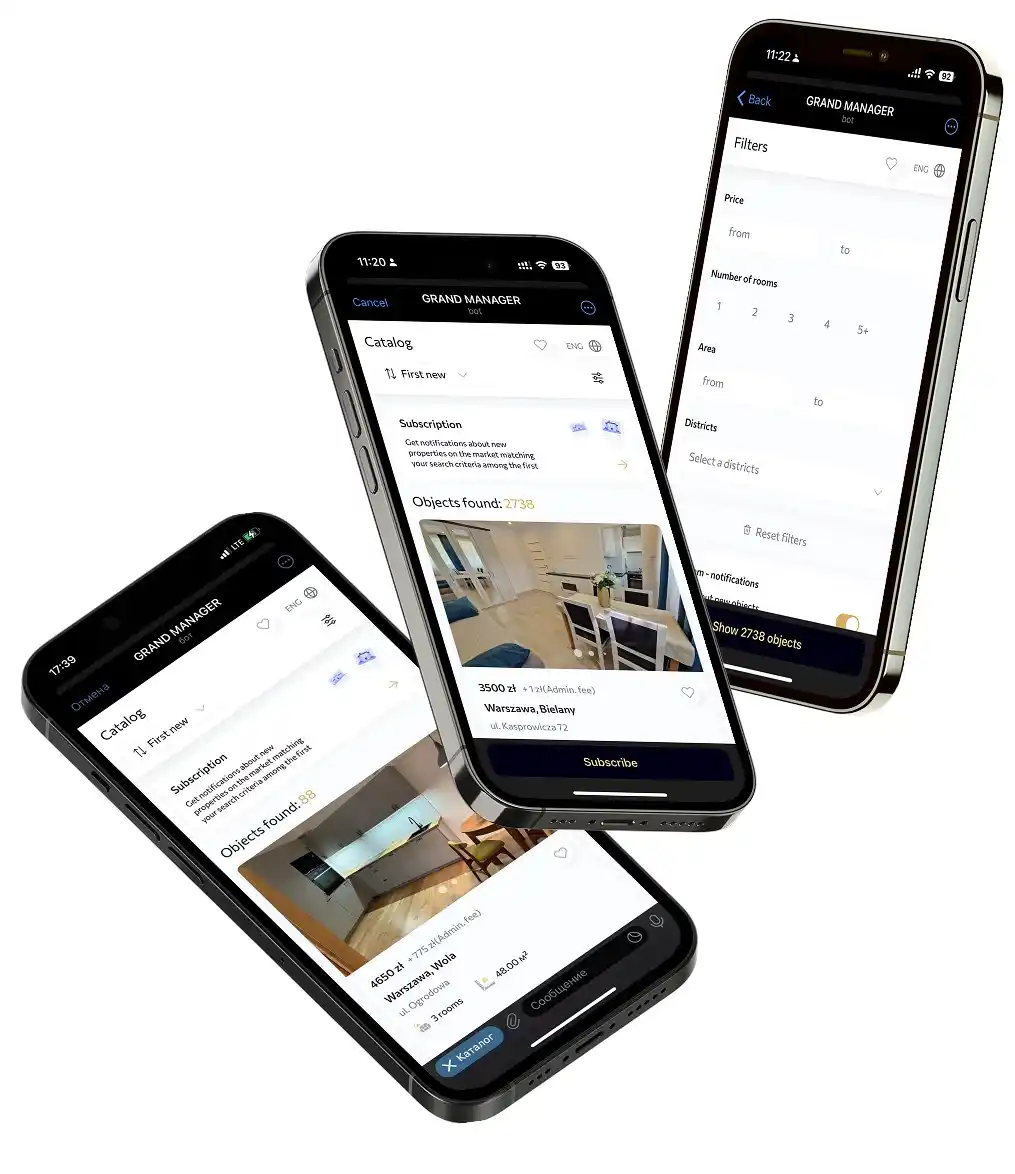 11:22
92
Back
GRAND MANAGER
bot
Filters
ENG
Price
from
to
Number of rooms
1 2 3 4 5+
Area
from
to
Districts
Select a districts
Reset filters
- notifications
new objects
Show 2738 objects
11:20
93
Cancel
GRAND MANAGER
bot
Catalog
ENG
First new
Subscription
Get notifications about new
properties on the market matching
your search criteria among the first
Objects found: 2738
3500 zł + 1 zł(Admin. fee)
Warszawa, Bielany
ul. Kasprowicza 72
Subscribe
17:39
LTE
Отмена
GRAND MANAGER
бот
Catalog
ENG
First new
Subscription
Get notifications about new
properties on the market matching
your search criteria among the first
Objects found: 88
4650 zł + 775 zł(Admin. fee)
Warszawa, Wola
ul. Ogrodowa
3 rooms
48.00 м²
Каталог
Сообщение